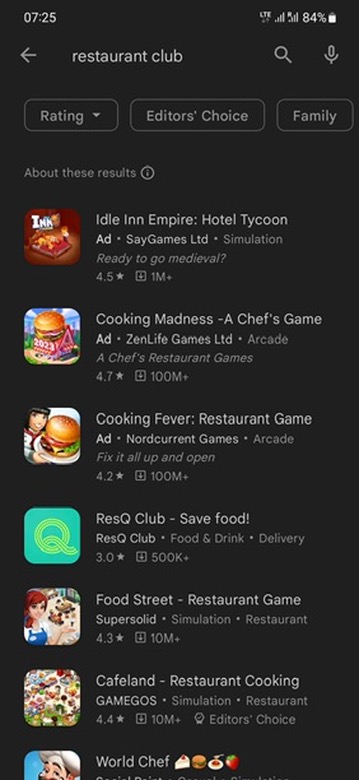 07:25 LTE 84%
restaurant club
Rating Editors' Choice Family
About these results
Idle Inn Empire: Hotel Tycoon
Ad • SayGames Ltd • Simulation
Ready to go medieval?
4.5★ 1M+
Cooking Madness -A Chef's Game
Ad • ZenLife Games Ltd • Arcade
A Chef's Restaurant Games
4.7★ 100M+
Cooking Fever: Restaurant Game
Ad • Nordcurrent Games • Arcade
Fix it all up and open
4.2★ 100M+
ResQ Club - Save food!
ResQ Club • Food & Drink • Delivery
3.0★ 500K+
Food Street - Restaurant Game
Supersolid • Simulation • Restaurant
4.3★ 10M+
Cafeland - Restaurant Cooking
GAMEGOS • Simulation • Restaurant
4.4★ 10M+ Editors' Choice
World Chef 🍰🍔🍝🍓